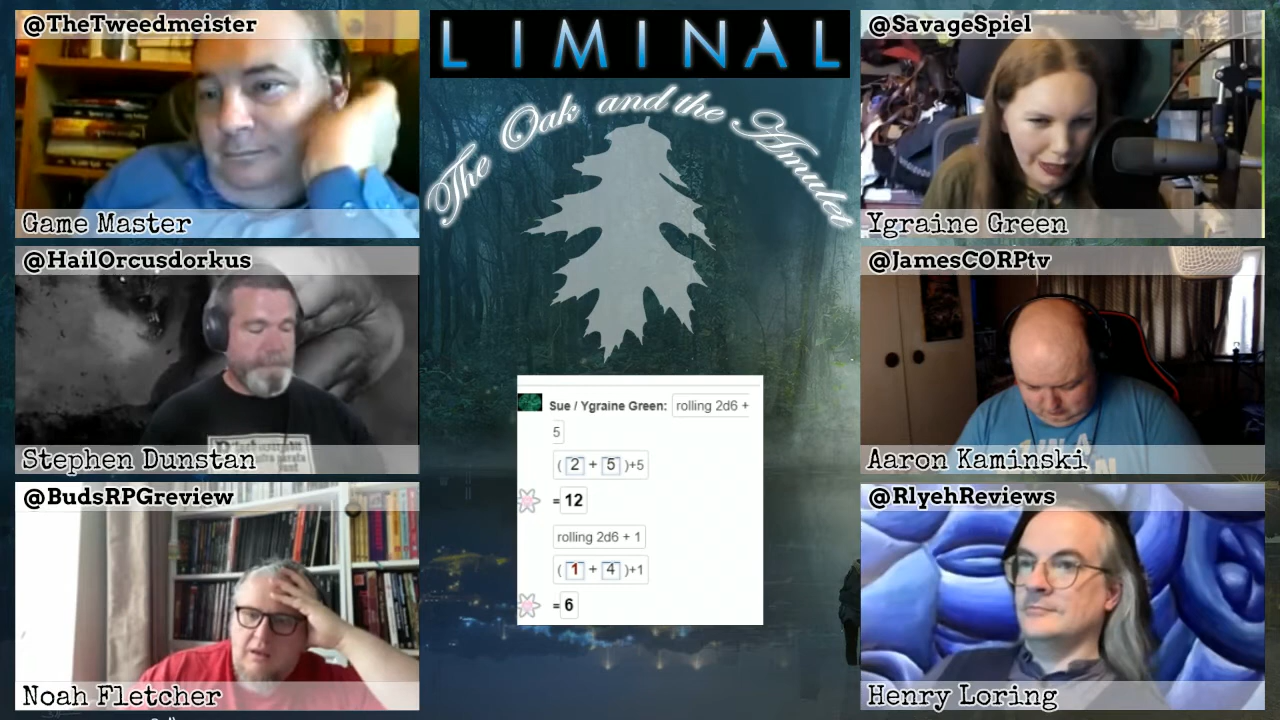 @TheTweedmeister
Game Master
LIMINAL
The Oak and the Amulet
@SavageSpiel
Ygraine Green
@HailOrcusdorkus
Stephen Dunstan
@JamesCORPtv
Aaron Kaminski
Sue / Ygraine Green: rolling 2d6 +
5
( 2 + 5 )+5
= 12
rolling 2d6 + 1
( 1 + 4 )+1
= 6
@BudsRPGreview
Noah Fletcher
@RlyehReviews
Henry Loring